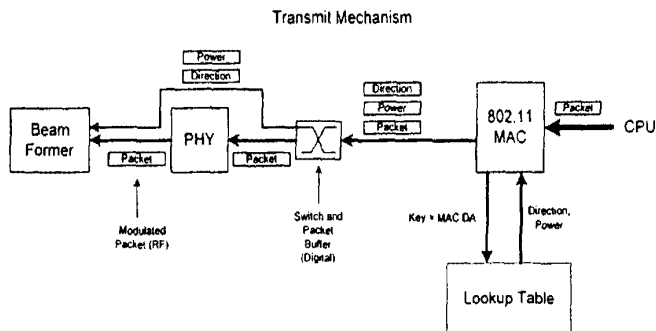 Transmit Mechanism
Power
Direction
Direction
Power
Packet
802.11
MAC
Packet
CPU
Beam
Former
PHY
Packet
Packet
Modulated
Packet (RF)
Switch and
Packet
Buffer
(Digital)
Key = MAC DA
Direction,
Power
Lookup Table